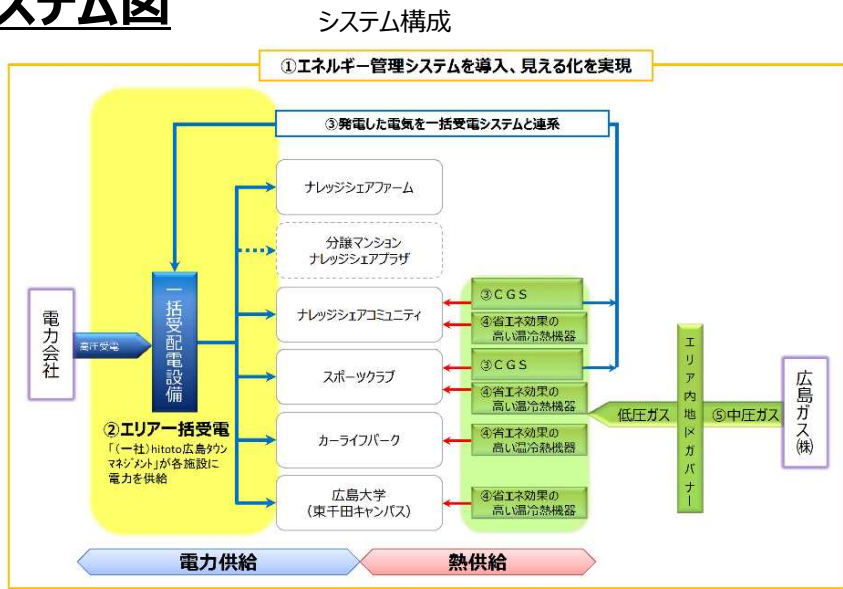 ステム図
システム構成
①エネルギー管理システムを導入、見える化を実現
③発電した電気を一括受電システムと連系
ナレッジシェアファーム
分譲マンション
ナレッジシェアプラザ
ナレッジシェアコミュニティ
スポーツクラブ
カーライフパーク
広島大学
（東千田キャンパス）
電力会社
高圧受電
一括受配電設備
②エリア一括受電
「(一社)hitoto広島タウン
マネジメント」が各施設に
電力を供給
③ＣＧＳ
④省エネ効果の
高い温冷熱機器
③ＣＧＳ
④省エネ効果の
高い温冷熱機器
④省エネ効果の
高い温冷熱機器
④省エネ効果の
高い温冷熱機器
低圧ガス
エリア内地区ガバナー
⑤中圧ガス
広島ガス㈱
電力供給
熱供給